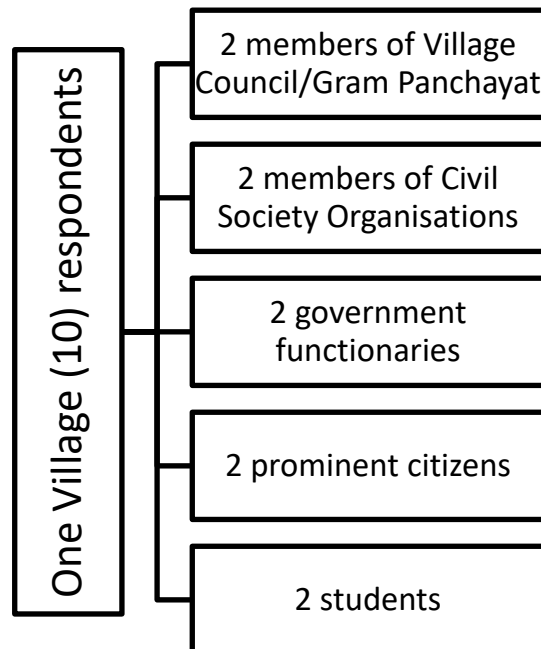 One Village (10) respondents
2 members of Village
Council/Gram Panchayat
2 members of Civil
Society Organisations
2 government
functionaries
2 prominent citizens
2 students